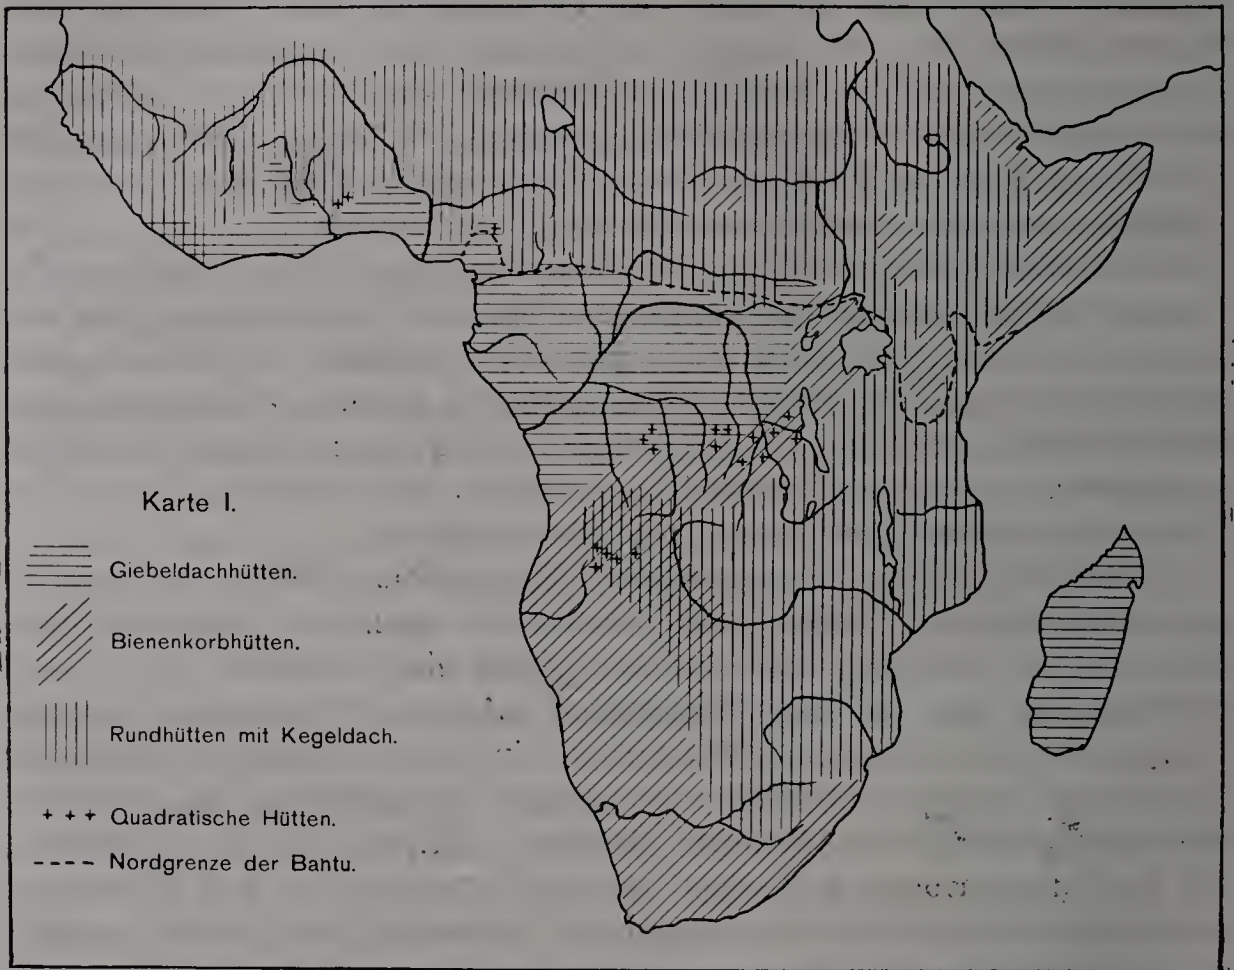 Karte I.
Giebeldachhütten.
Bienenkorbhütten.
Rundhütten mit Kegeldach.
+ + + Quadratische Hütten.
---- Nordgrenze der Bantu.